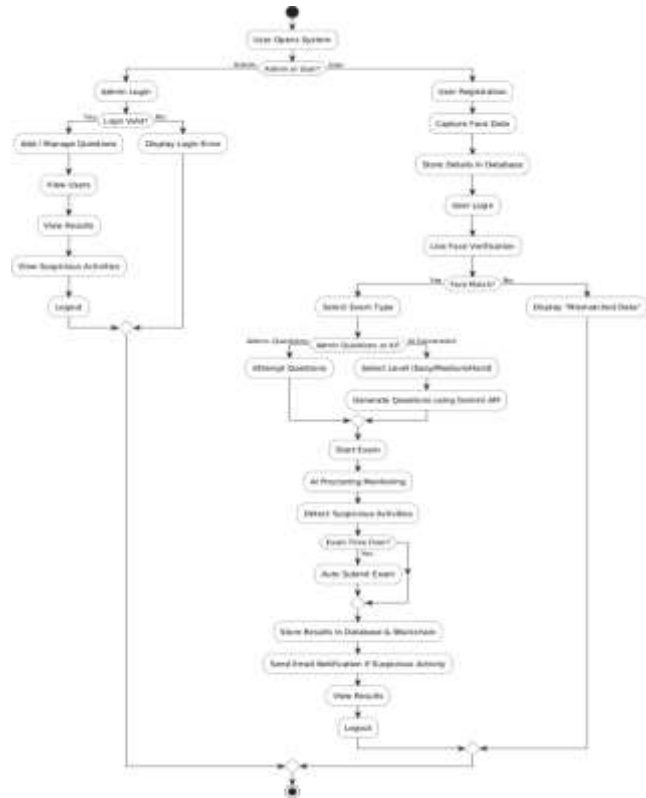 User Opens System
Admin
Admin or User?
User
Admin Login
User Registration
Yes
Login Valid?
No
Capture Face Data
Add / Manage Questions
Display Login Error
Store Details in Database
View Users
User Login
View Results
Live Face Verification
View Suspicious Activities
Yes
Face Match?
No
Logout
Select Exam Type
Display "Mismatched Data"
Admin Questions
Admin Questions or AI?
AI Generated
Attempt Questions
Select Level (Easy/Medium/Hard)
Generate Questions using Gemini API
Start Exam
AI Proctoring Monitoring
Detect Suspicious Activities
Exam Time Over?
Yes
Auto Submit Exam
Store Results in Database & Blockchain
Send Email Notification if Suspicious Activity
View Results
Logout